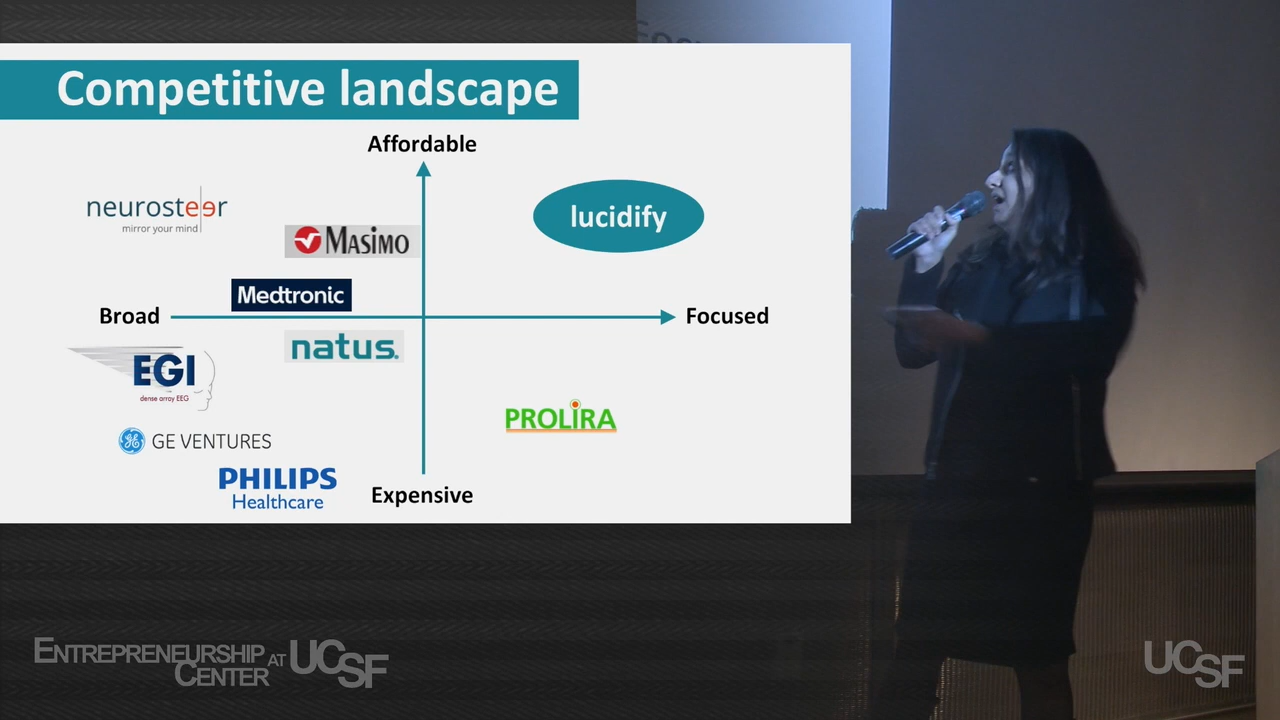 Competitive landscape
Affordable
neurosteer
mirror your mind
lucidify
MASIMO
Medtronic
Broad
Focused
natus.
EGI
dense array EEG
PROLIRA
GE VENTURES
PHILIPS
Healthcare
Expensive
ENTREPRENEURSHIP
CENTER AT UCSF
UCSF